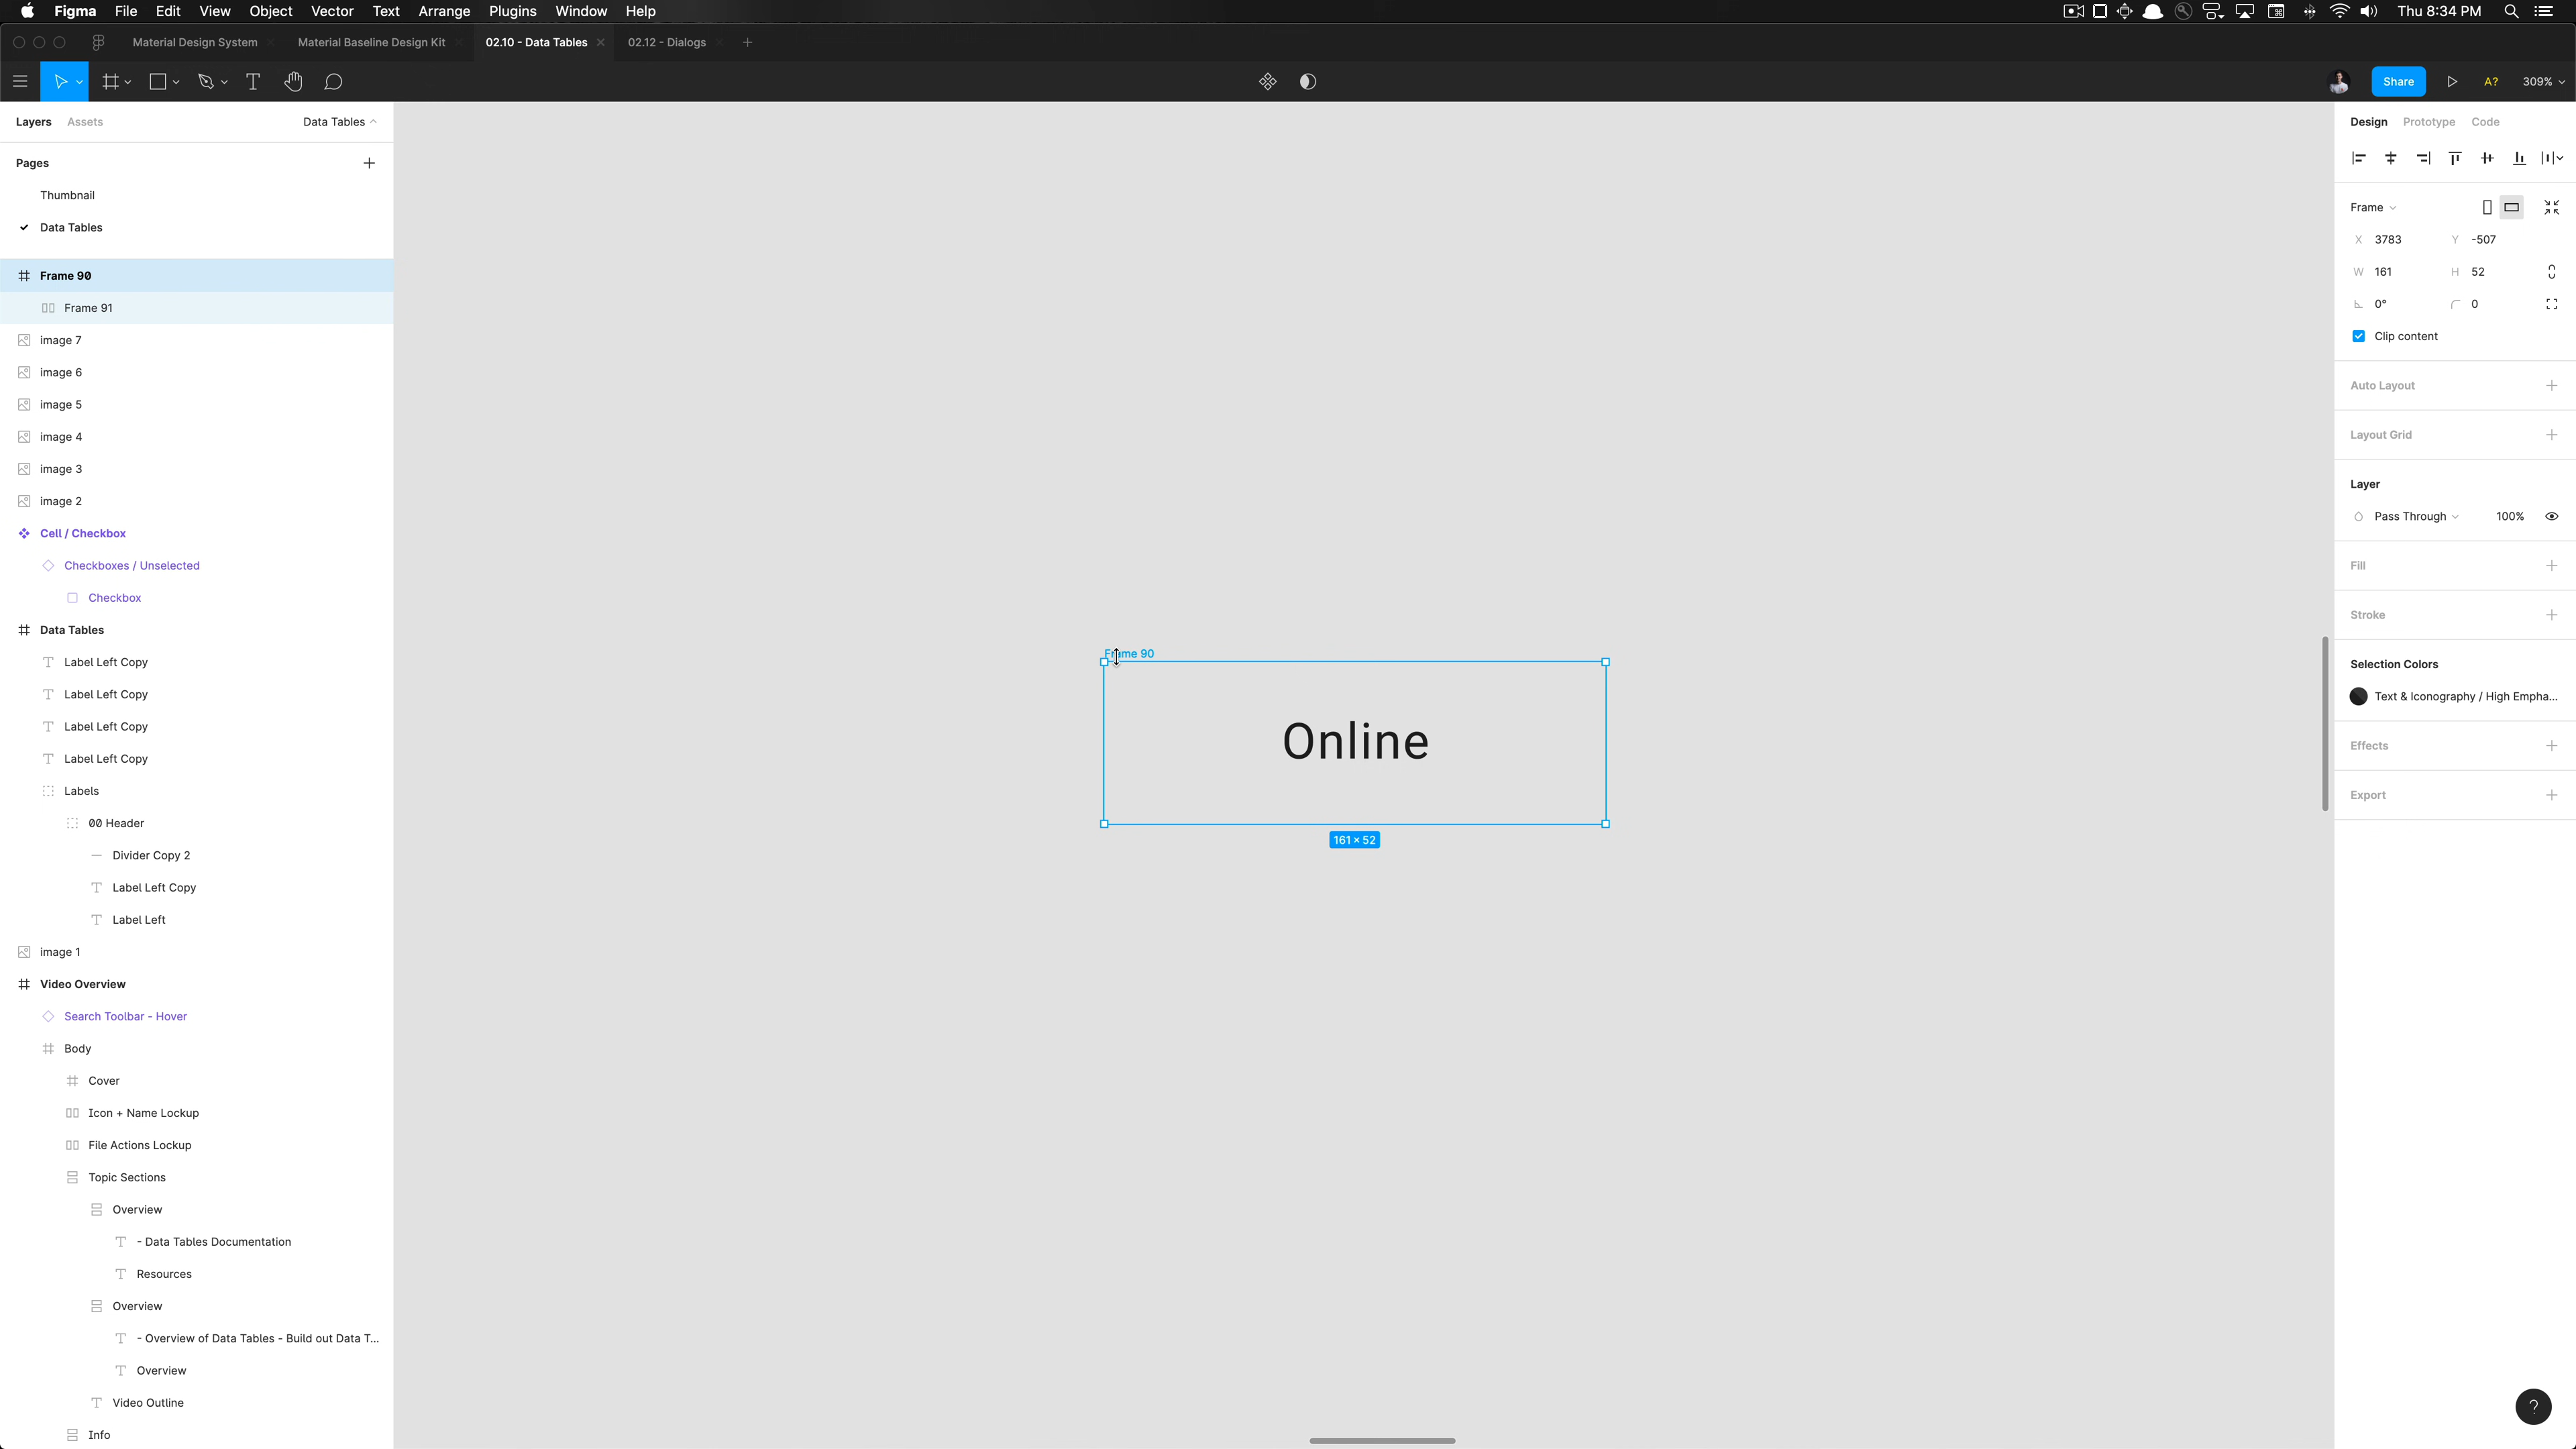 Figma File Edit View Object Vector Text Arrange Plugins Window Help
Thu 8:34 PM
Material Design System
Material Baseline Design Kit
02.10 - Data Tables
02.12 - Dialogs
Share
A?
309%
Layers Assets
Data Tables
Pages
Thumbnail
Data Tables
Frame 90
Frame 91
image 7
image 6
image 5
image 4
image 3
image 2
Cell / Checkbox
Checkboxes / Unselected
Checkbox
Data Tables
Label Left Copy
Label Left Copy
Label Left Copy
Label Left Copy
Labels
00 Header
Divider Copy 2
Label Left Copy
Label Left
image 1
Video Overview
Search Toolbar - Hover
Body
Cover
Icon + Name Lockup
File Actions Lockup
Topic Sections
Overview
- Data Tables Documentation
Resources
Overview
- Overview of Data Tables - Build out Data T...
Overview
Video Outline
Info
Frame 90
Online
161 × 52
Design Prototype Code
Frame
X 3783 Y -507
W 161 H 52
0° 0
Clip content
Auto Layout
Layout Grid
Layer
Pass Through 100%
Fill
Stroke
Selection Colors
Text & Iconography / High Empha...
Effects
Export
?